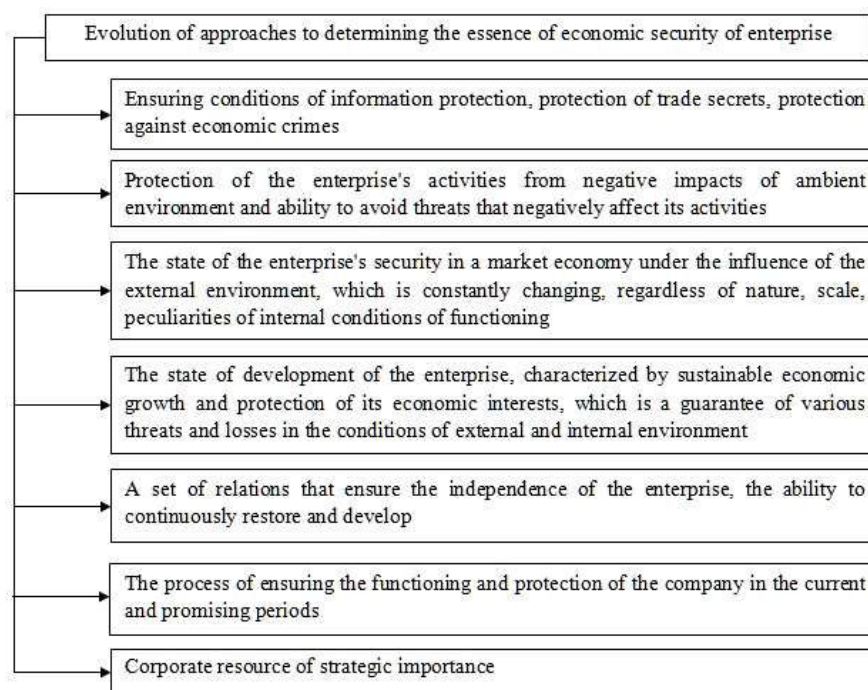 Evolution of approaches to determining the essence of economic security of enterprise
Ensuring conditions of information protection, protection of trade secrets, protection
against economic crimes
Protection of the enterprise's activities from negative impacts of ambient
environment and ability to avoid threats that negatively affect its activities
The state of the enterprise's security in a market economy under the influence of the
external environment, which is constantly changing, regardless of nature, scale,
peculiarities of internal conditions of functioning
The state of development of the enterprise, characterized by sustainable economic
growth and protection of its economic interests, which is a guarantee of various
threats and losses in the conditions of external and internal environment
A set of relations that ensure the independence of the enterprise, the ability to
continuously restore and develop
The process of ensuring the functioning and protection of the company in the current
and promising periods
Corporate resource of strategic importance